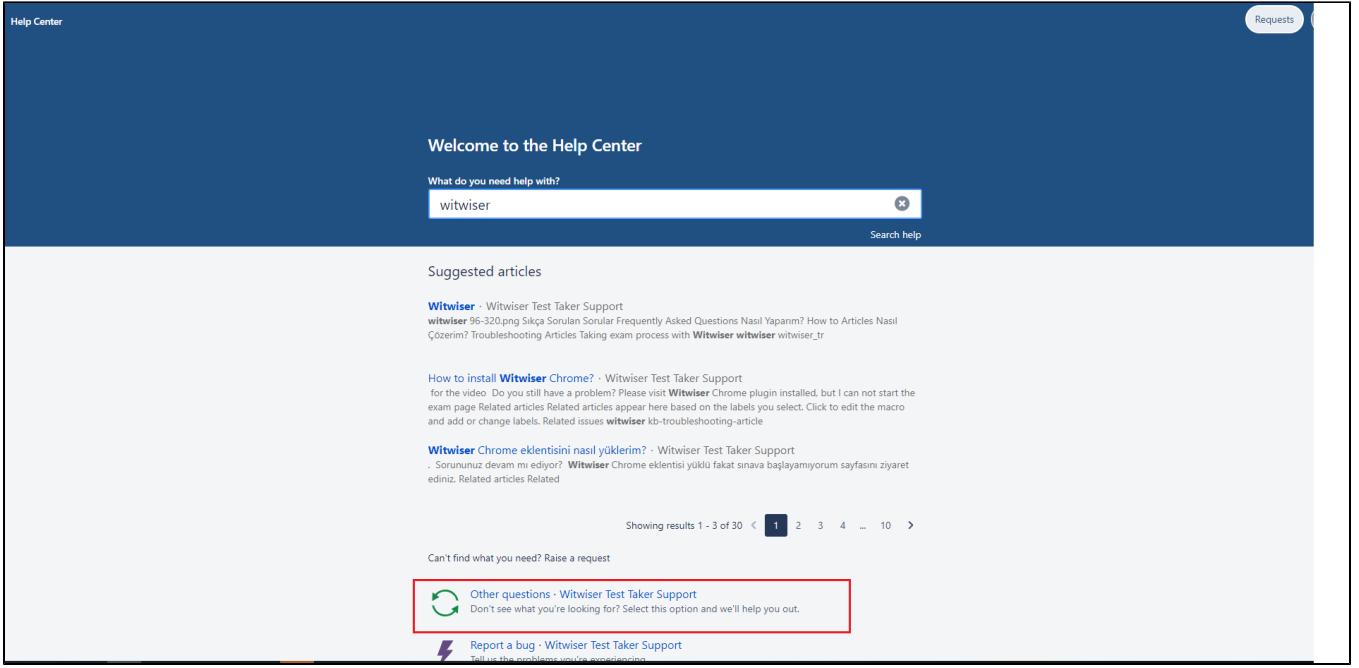 Help Center
Requests
Welcome to the Help Center
What do you need help with?
witwiser
Search help
Suggested articles
Witwiser · Witwiser Test Taker Support
witwiser 96-320.png Sıkça Sorulan Sorular Frequently Asked Questions Nasıl Yaparım? How to Articles Nasıl
Çözerim? Troubleshooting Articles Taking exam process with Witwiser witwiser witwiser_tr
How to install Witwiser Chrome? · Witwiser Test Taker Support
for the video Do you still have a problem? Please visit Witwiser Chrome plugin installed, but I can not start the
exam page Related articles Related articles appear here based on the labels you select. Click to edit the macro
and add or change labels. Related issues witwiser kb-troubleshooting-article
Witwiser Chrome eklentisini nasıl yüklerim? · Witwiser Test Taker Support
. Sorununuz devam mı ediyor? Witwiser Chrome eklentisi yüklü fakat sınava başlayamıyorum sayfasını ziyaret
ediniz. Related articles Related
Showing results 1 - 3 of 30 1 2 3 4 ... 10
Can't find what you need? Raise a request
Other questions · Witwiser Test Taker Support
Don't see what you're looking for? Select this option and we'll help you out.
Report a bug · Witwiser Test Taker Support
Tell us the problems you're experiencing.